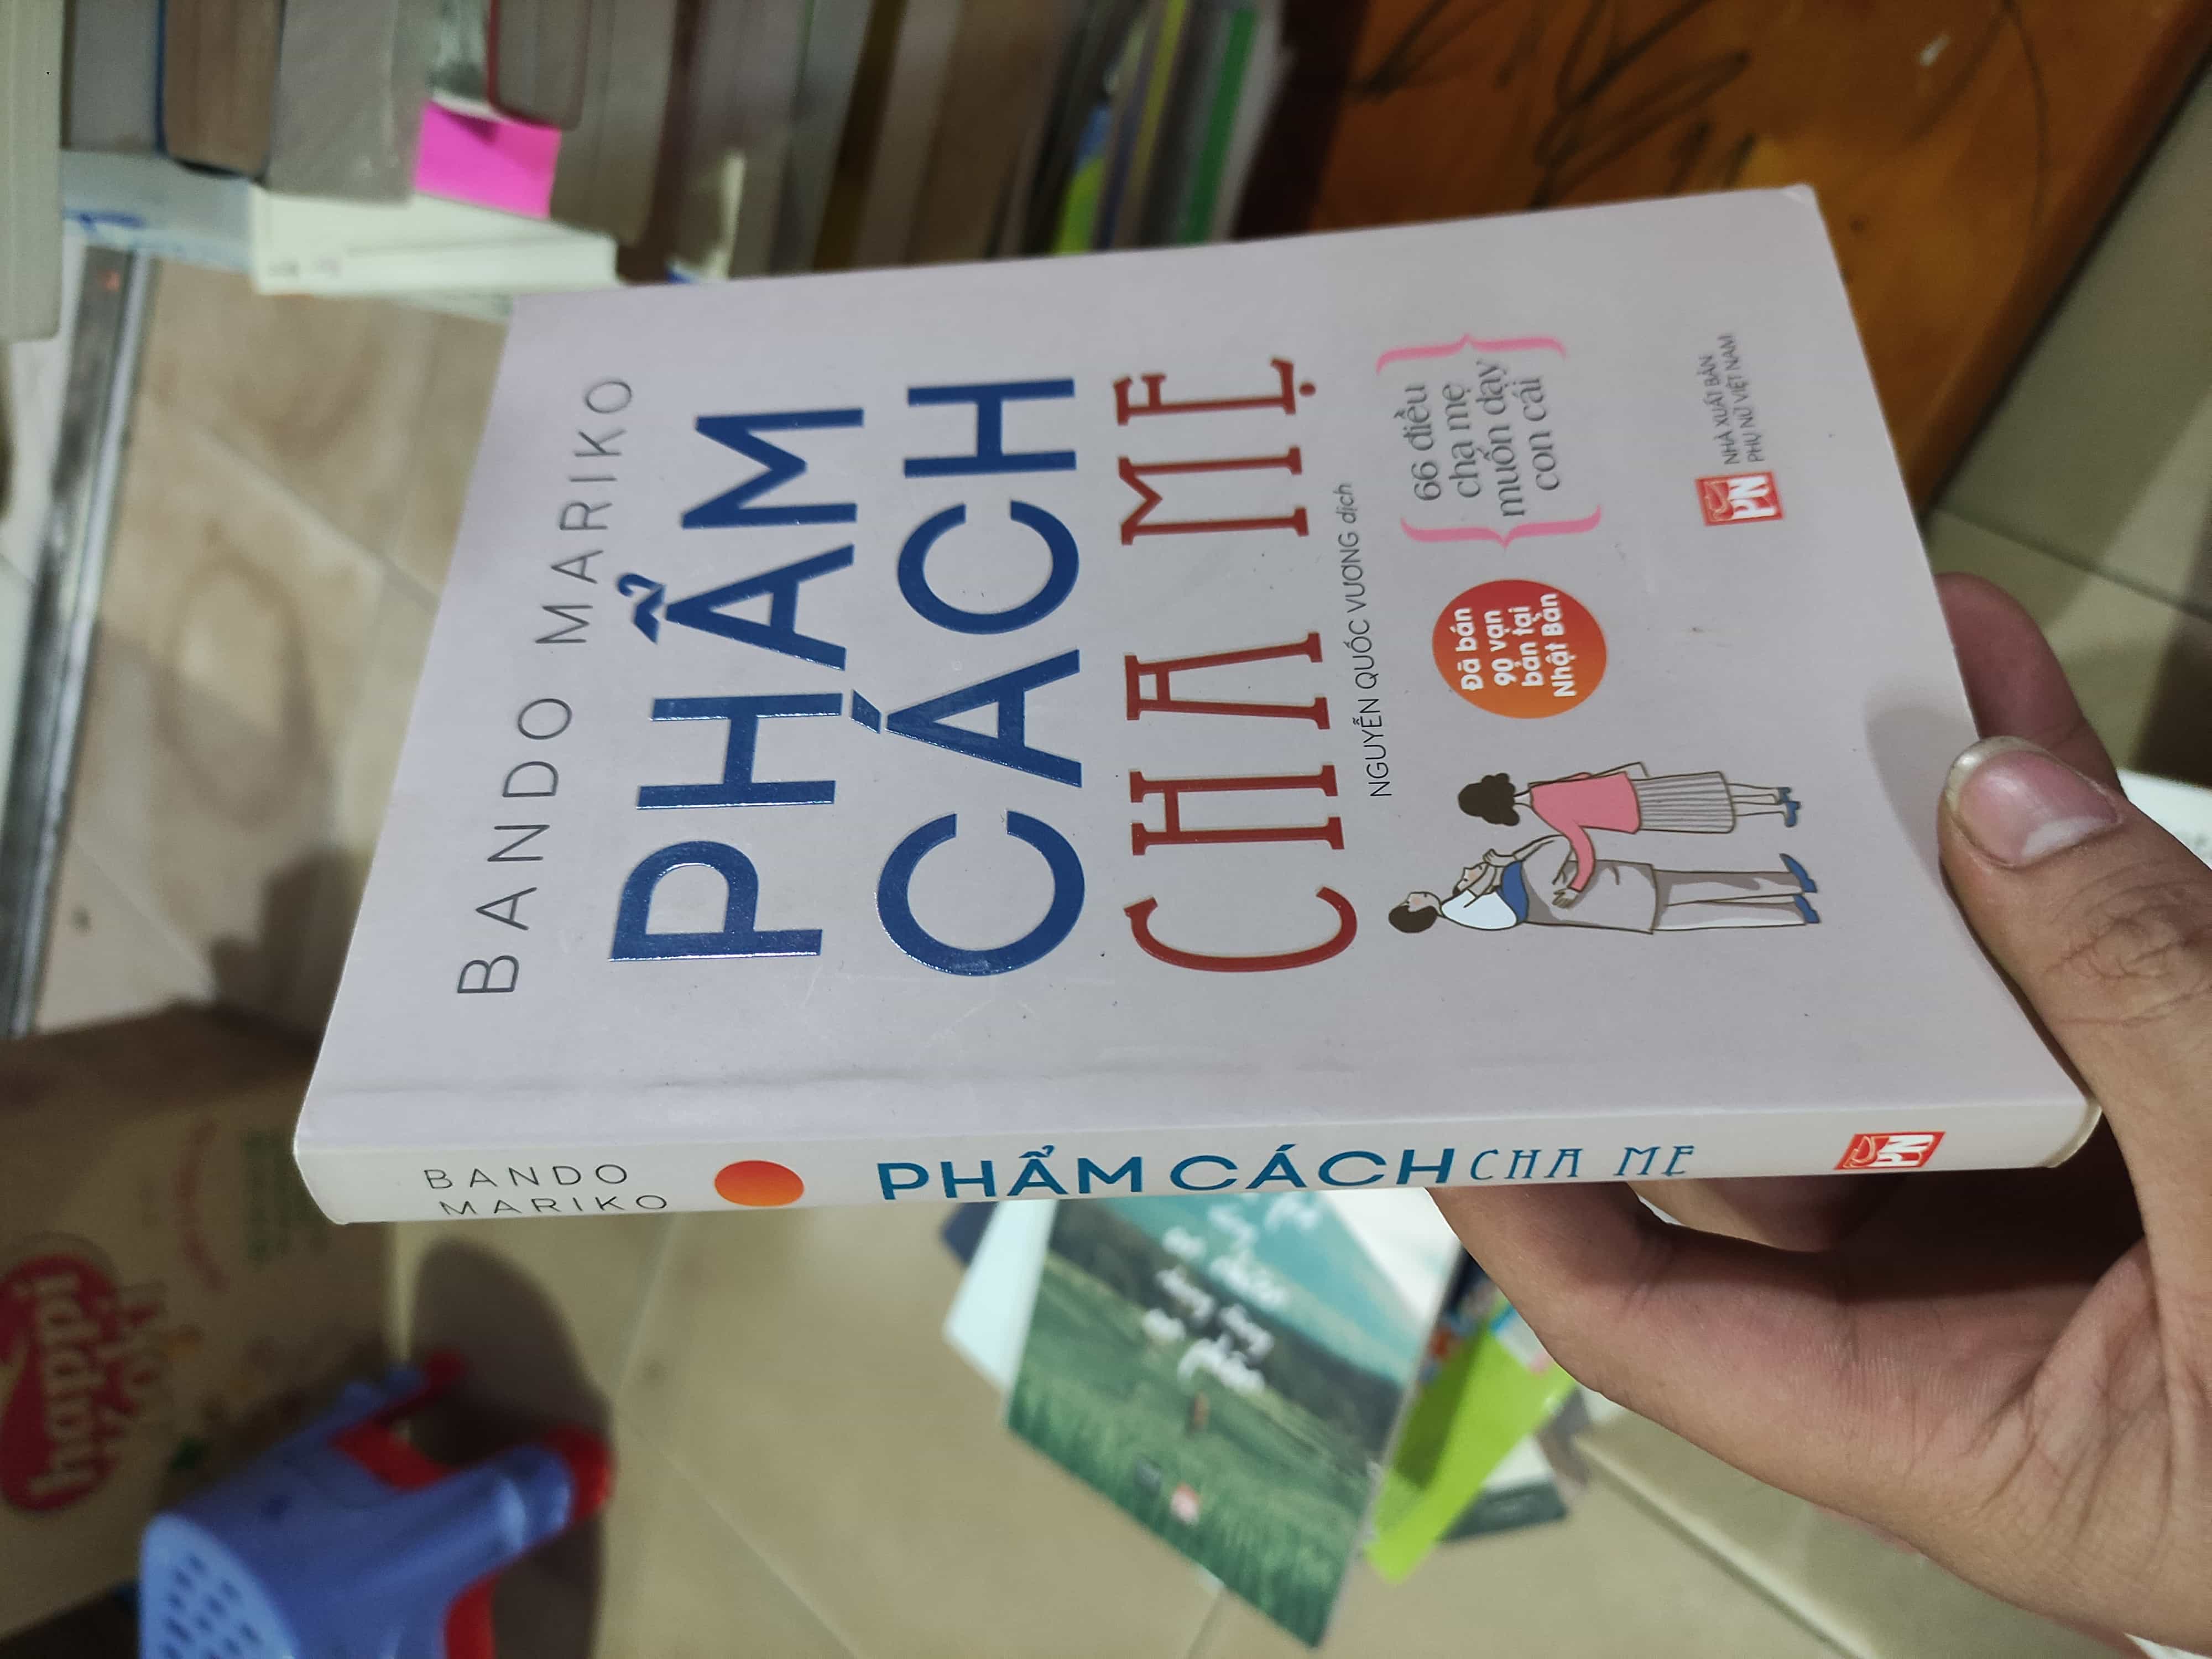 BANDO MARIKO
PHẨM
CÁCH
CHA MẸ
NGUYỄN QUỐC VƯƠNG dịch
Đã bán
90 vạn
bản tại
Nhật Bản
66 điều
cha mẹ
muốn dạy
con cái
PN
NHÀ XUẤT BẢN
PHỤ NỮ VIỆT NAM
BANDO
MARIKO
PHẨM CÁCH CHA MẸ
PN
happi